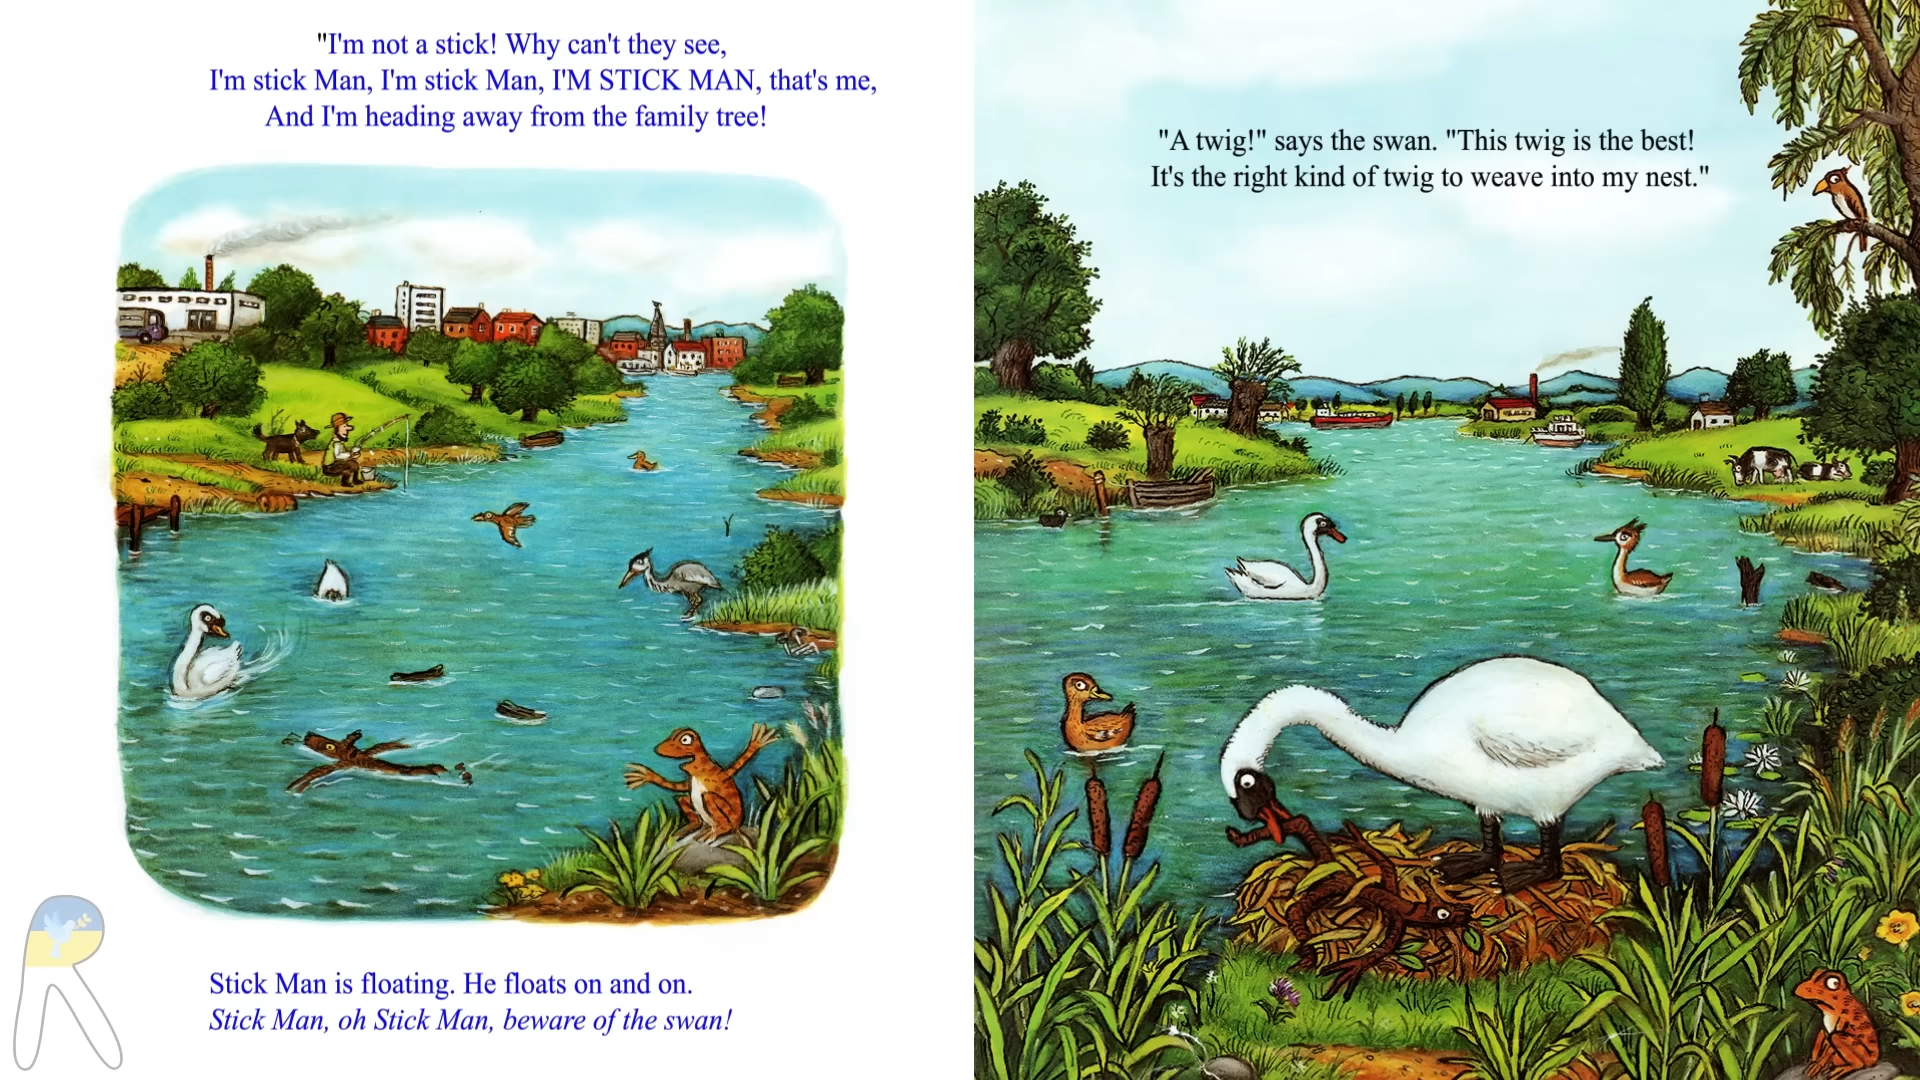 "I'm not a stick! Why can't they see,
I'm stick Man, I'm stick Man, I'M STICK MAN, that's me,
And I'm heading away from the family tree!
Stick Man is floating. He floats on and on.
Stick Man, oh Stick Man, beware of the swan!
"A twig!" says the swan. "This twig is the best!
It's the right kind of twig to weave into my nest."